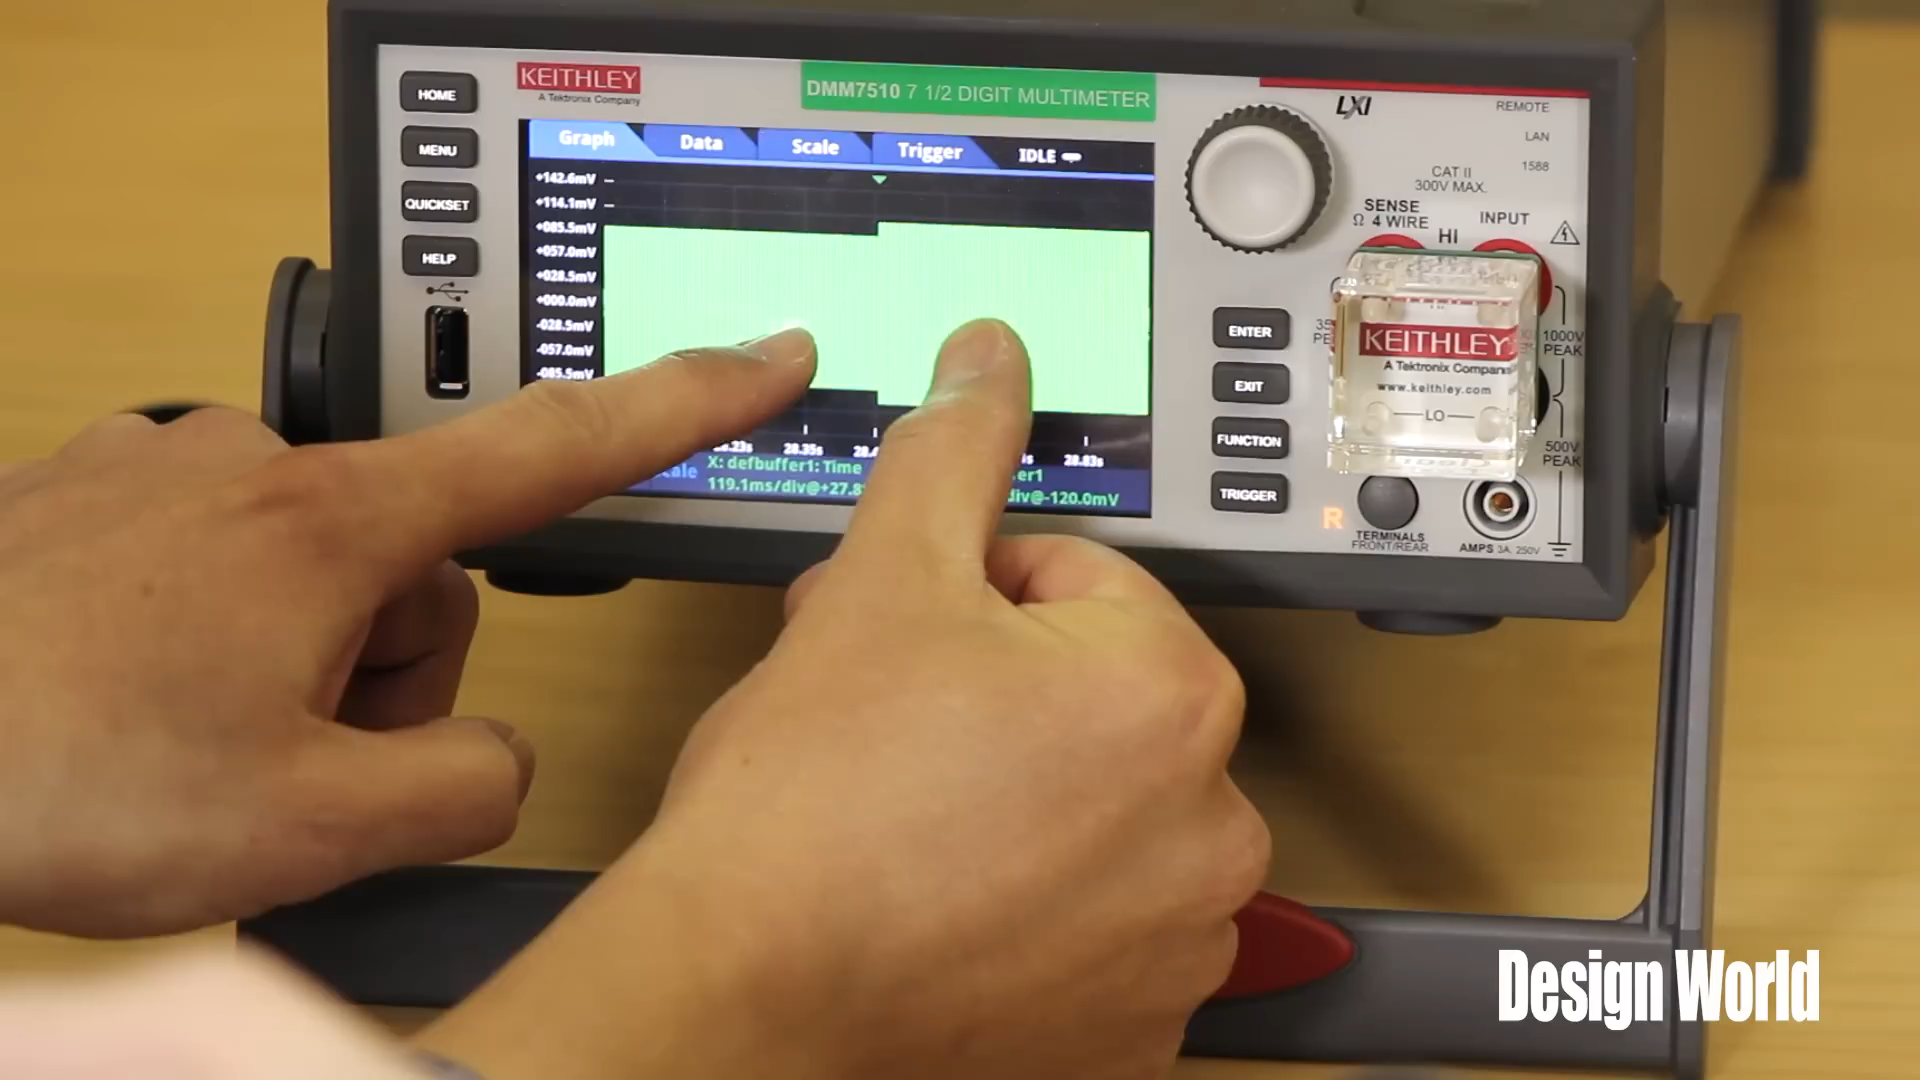 HOME
MENU
QUICKSET
HELP
KEITHLEY
A Tektronix Company
DMM7510 7 1/2 DIGIT MULTIMETER
Graph
Data
Scale
Trigger
IDLE
+142.6mV
+114.1mV
+085.5mV
+057.0mV
+028.5mV
+000.0mV
-028.5mV
-057.0mV
-085.5mV
28.35s
28.83s
X: defbuffer1: Time
119.1ms/div@+27.8
div@-120.0mV
LXI
REMOTE
LAN
1588
CAT II
300V MAX.
SENSE
Ω 4 WIRE
INPUT
HI
ENTER
EXIT
FUNCTION
TRIGGER
KEITHLEY
A Tektronix Company
www.keithley.com
LO
1000V
PEAK
500V
PEAK
R
TERMINALS
FRONT/REAR
AMPS 3A, 250V
Design World